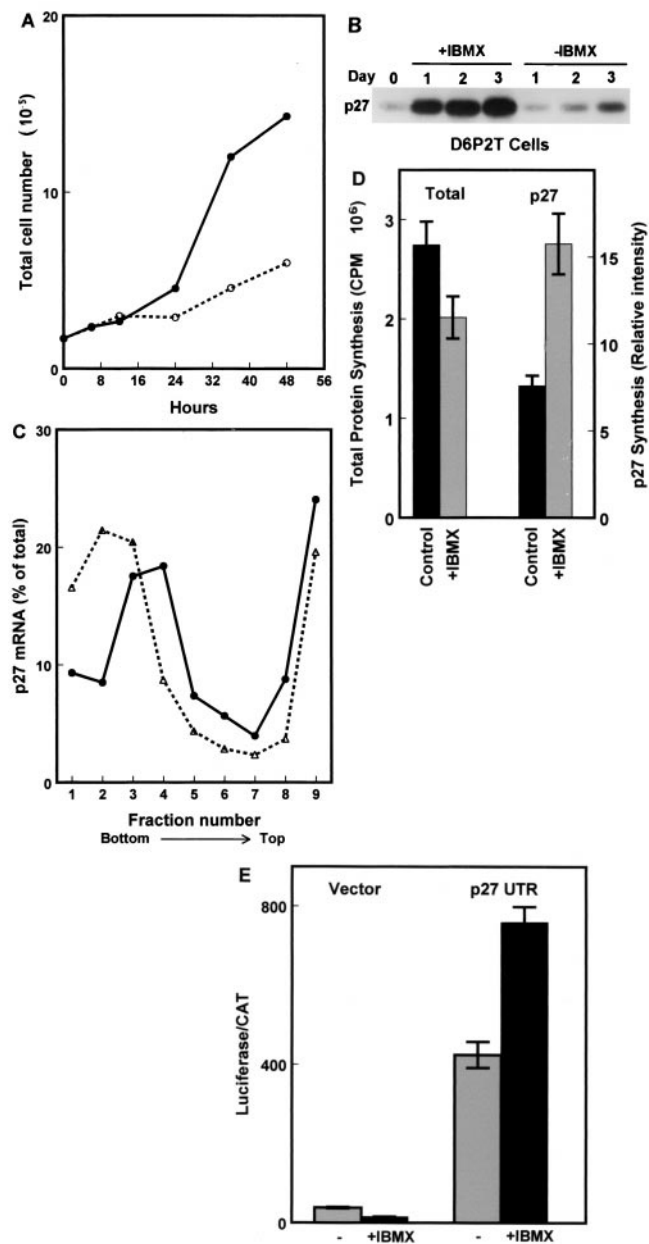 A
20
10
0
Total cell number ( 10⁻⁵)
0 8 16 24 32 40 48 56
Hours
B
+IBMX -IBMX
Day 0 1 2 3 1 2 3
p27
D6P2T Cells
C
30
20
10
0
p27 mRNA (% of total)
1 2 3 4 5 6 7 8 9
Fraction number
Bottom Top
D
Total p27
3
2
1
0
Total Protein Synthesis (CPM 10⁶)
15
10
5
0
p27 Synthesis (Relative intensity)
Control
+IBMX
Control
+IBMX
E
Vector p27 UTR
800
400
0
Luciferase/CAT
- +IBMX - +IBMX